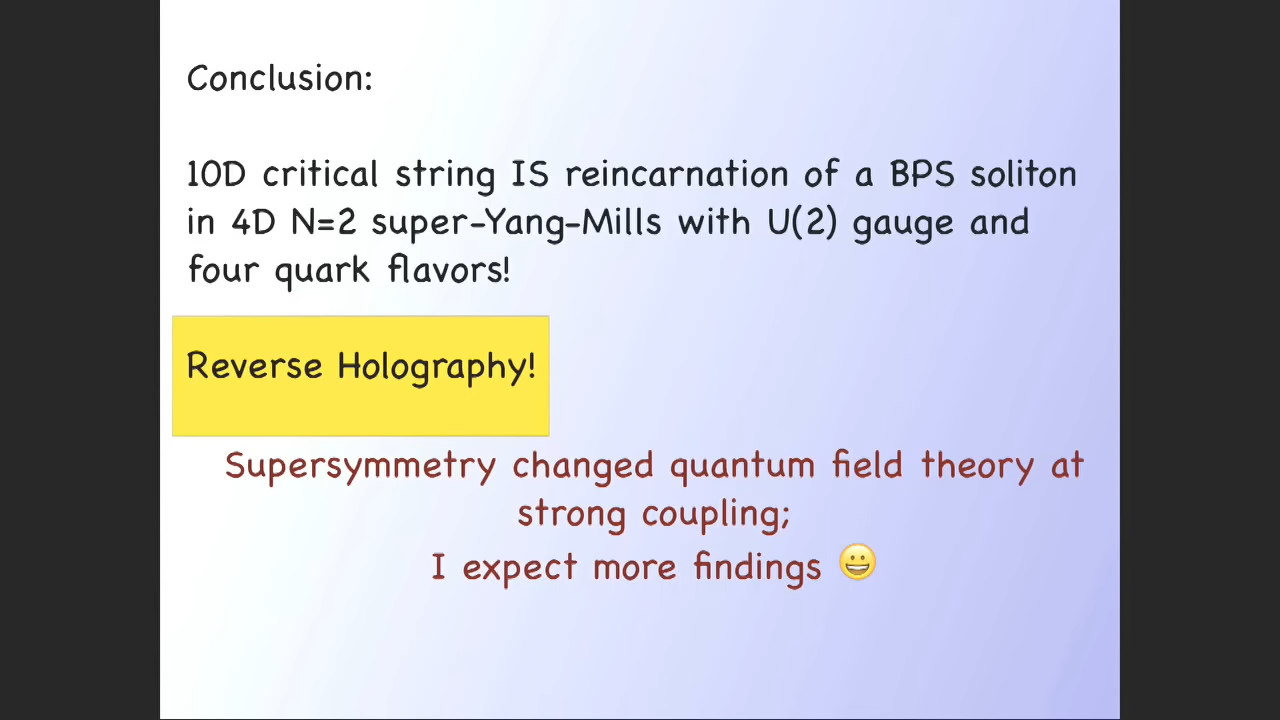 Conclusion:
10D critical string IS reincarnation of a BPS soliton
in 4D N=2 super-Yang-Mills with U(2) gauge and
four quark flavors!
Reverse Holography!
Supersymmetry changed quantum field theory at
strong coupling;
I expect more findings 😀